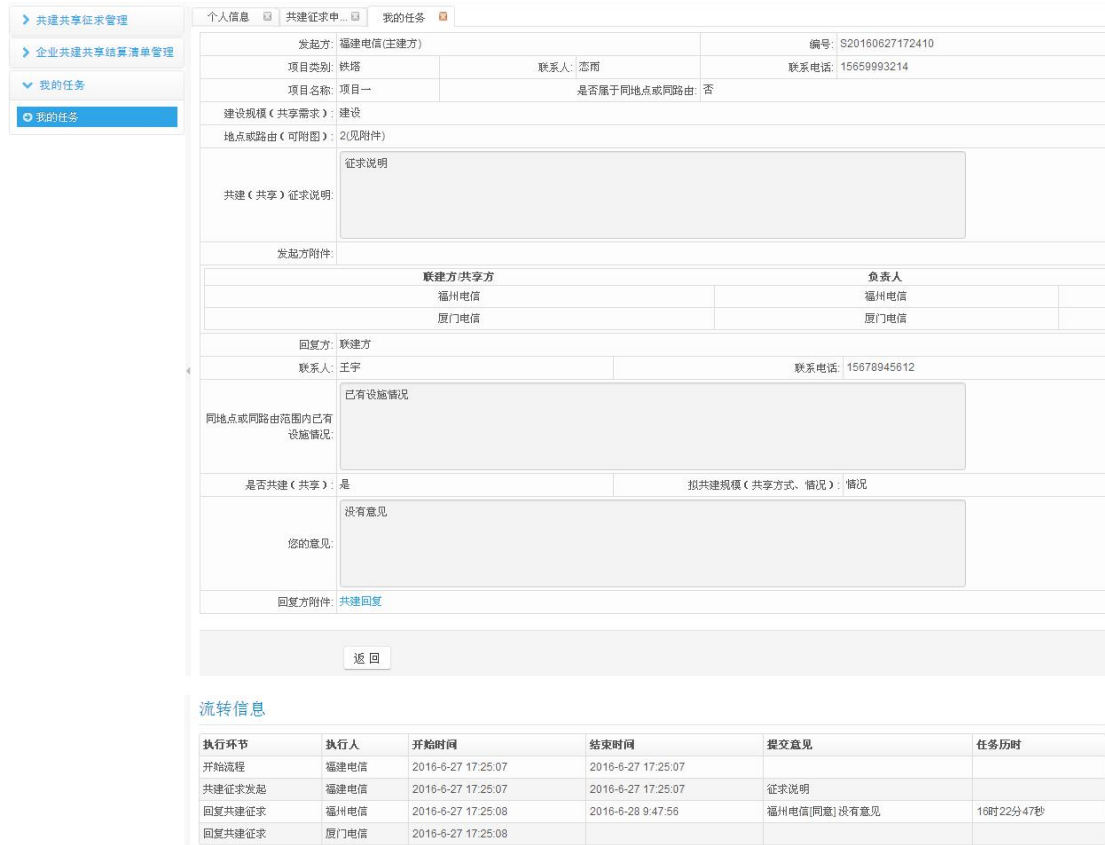 共建共享征求管理
企业共建共享结算清单管理
我的任务
我的任务
个人信息 共建征求申... 我的任务
发起方: 福建电信(主建方) 编号: S20160627172410
项目类别: 铁塔 联系人: 恋雨 联系电话: 15659993214
项目名称: 项目一 是否属于同地点或同路由: 否
建设规模(共享需求): 建设
地点或路由(可附图): 2(见附件)
共建(共享)征求说明: 征求说明
发起方附件:
联建方/共享方 负责人
福州电信 福州电信
厦门电信 厦门电信
回复方: 联建方
联系人: 王宇 联系电话: 15678945612
同地点或同路由范围内已有
设施情况: 已有设施情况
是否共建(共享): 是 拟共建规模(共享方式、情况): 情况
您的意见: 没有意见
回复方附件: 共建回复
返 回
流转信息
执行环节 执行人 开始时间 结束时间 提交意见 任务历时
开始流程 福建电信 2016-6-27 17:25:07 2016-6-27 17:25:07
共建征求发起 福建电信 2016-6-27 17:25:07 2016-6-27 17:25:07 征求说明
回复共建征求 福州电信 2016-6-27 17:25:08 2016-6-28 9:47:56 福州电信[同意] 没有意见 16时22分47秒
回复共建征求 厦门电信 2016-6-27 17:25:08